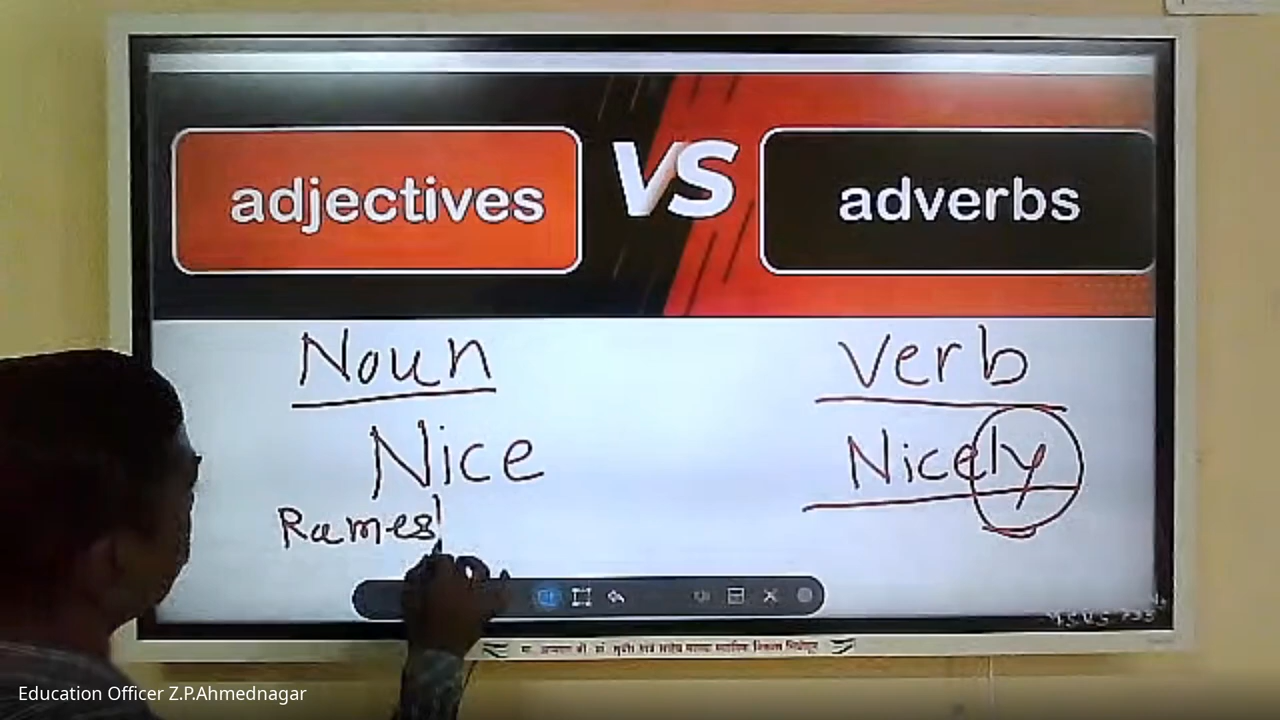 adjectives VS adverbs
Noun
Verb
Nice
Nicely
Rames
Education Officer Z.P.Ahmednagar